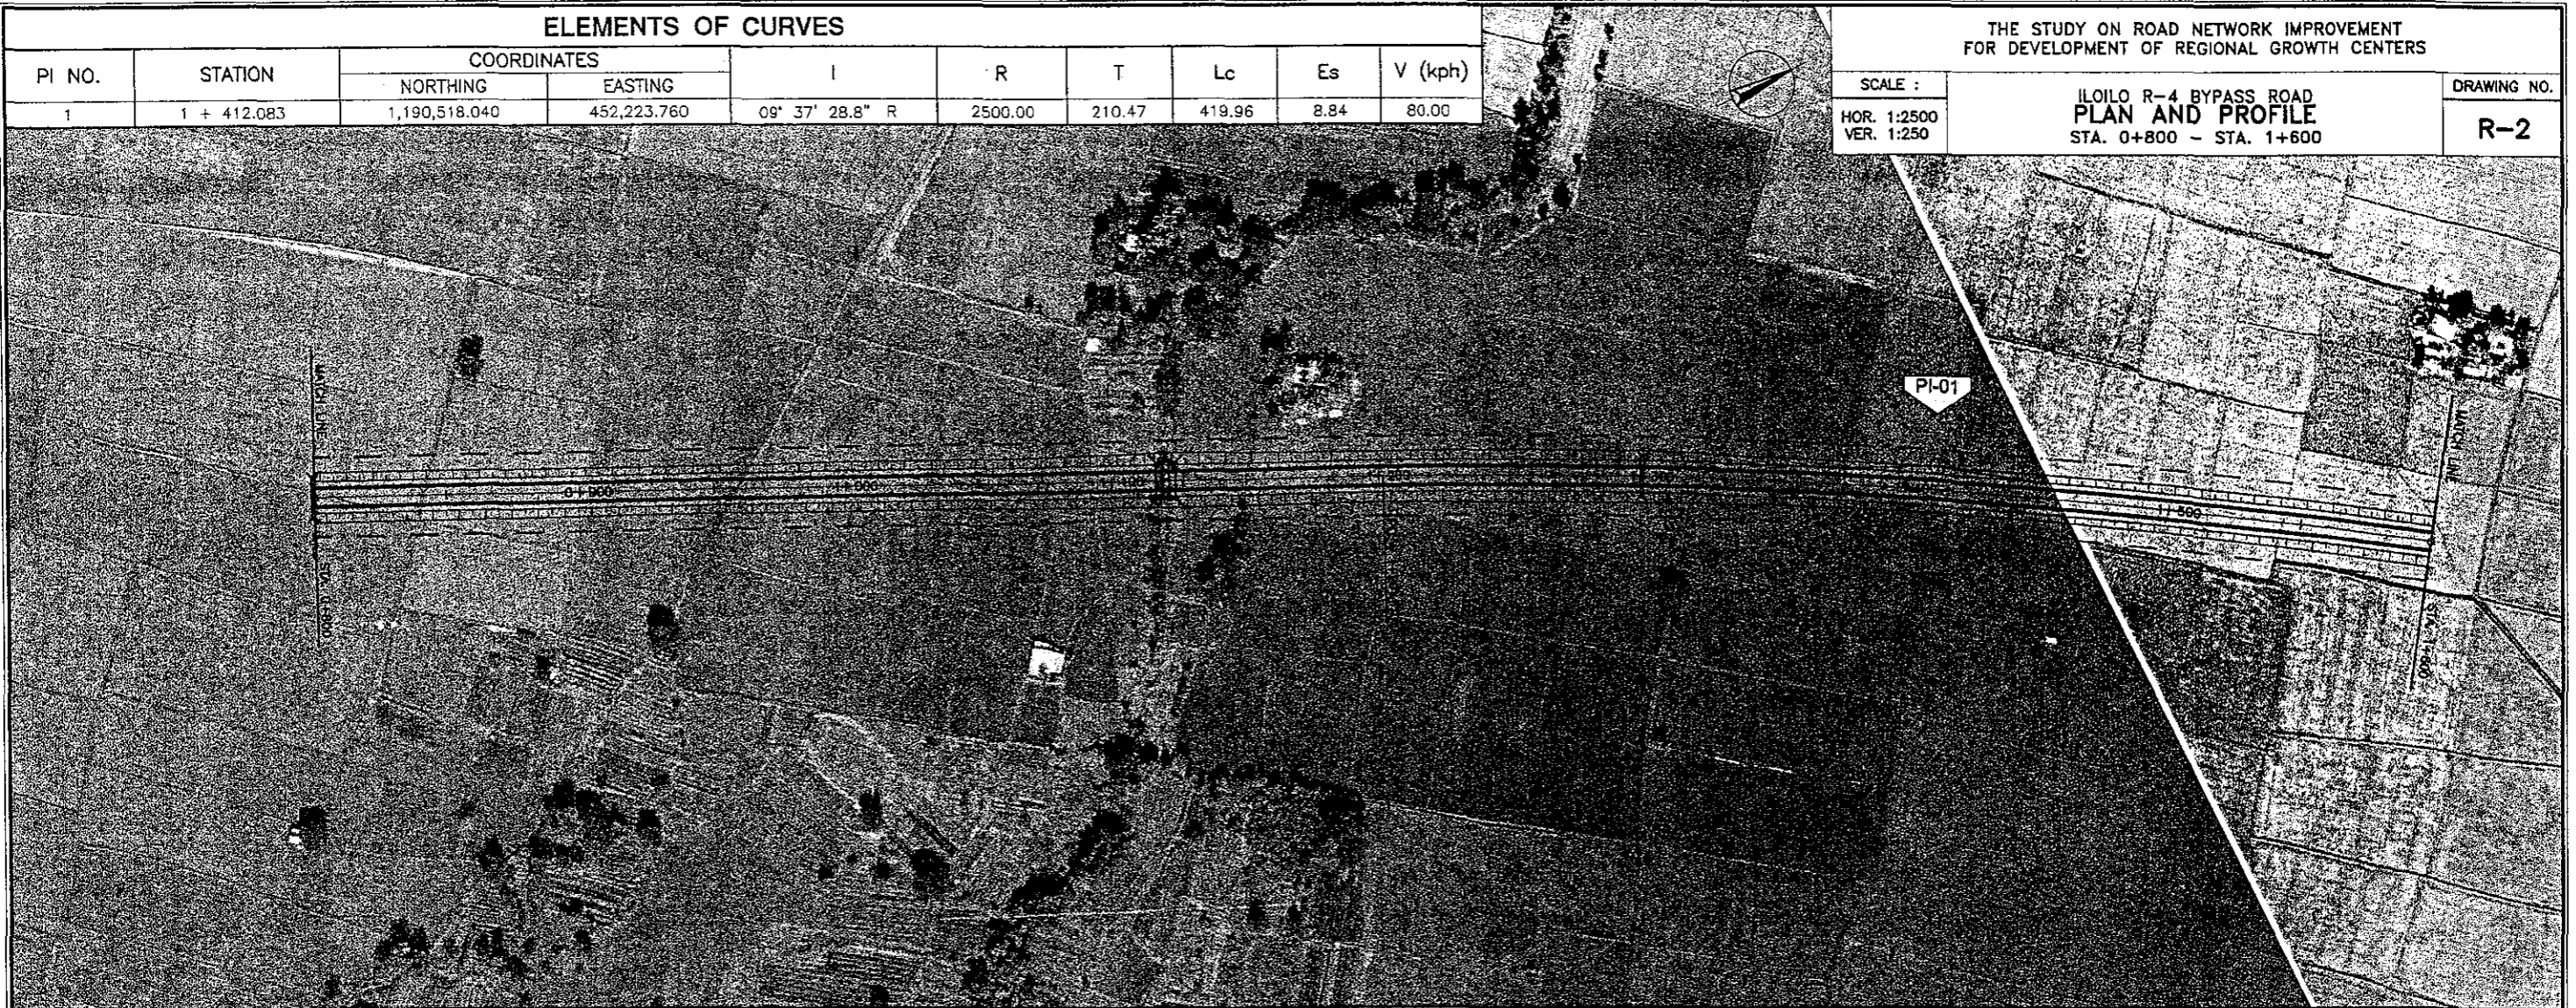 ELEMENTS OF CURVES
PI NO. STATION COORDINATES I R T Lc Es V (kph)
NORTHING EASTING
1 1 + 412.083 1,190,518.040 452,223.760 09° 37' 28.8" R 2500.00 210.47 419.96 8.84 80.00
THE STUDY ON ROAD NETWORK IMPROVEMENT
FOR DEVELOPMENT OF REGIONAL GROWTH CENTERS
SCALE :
HOR. 1:2500
VER. 1:250
ILOILO R-4 BYPASS ROAD
PLAN AND PROFILE
STA. 0+800 - STA. 1+600
DRAWING NO.
R-2
PI-01
MATCH LINE
STA. 0+800
0+900
1+500
MATCH LINE
STA. 1+600